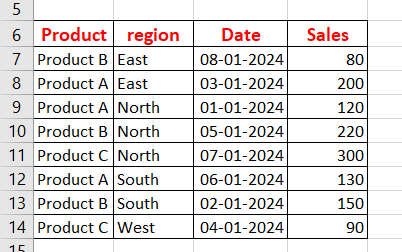 5
6 Product region Date Sales
7 Product B East 08-01-2024 80
8 Product A East 03-01-2024 200
9 Product A North 01-01-2024 120
10 Product B North 05-01-2024 220
11 Product C North 07-01-2024 300
12 Product A South 06-01-2024 130
13 Product B South 02-01-2024 150
14 Product C West 04-01-2024 90
15